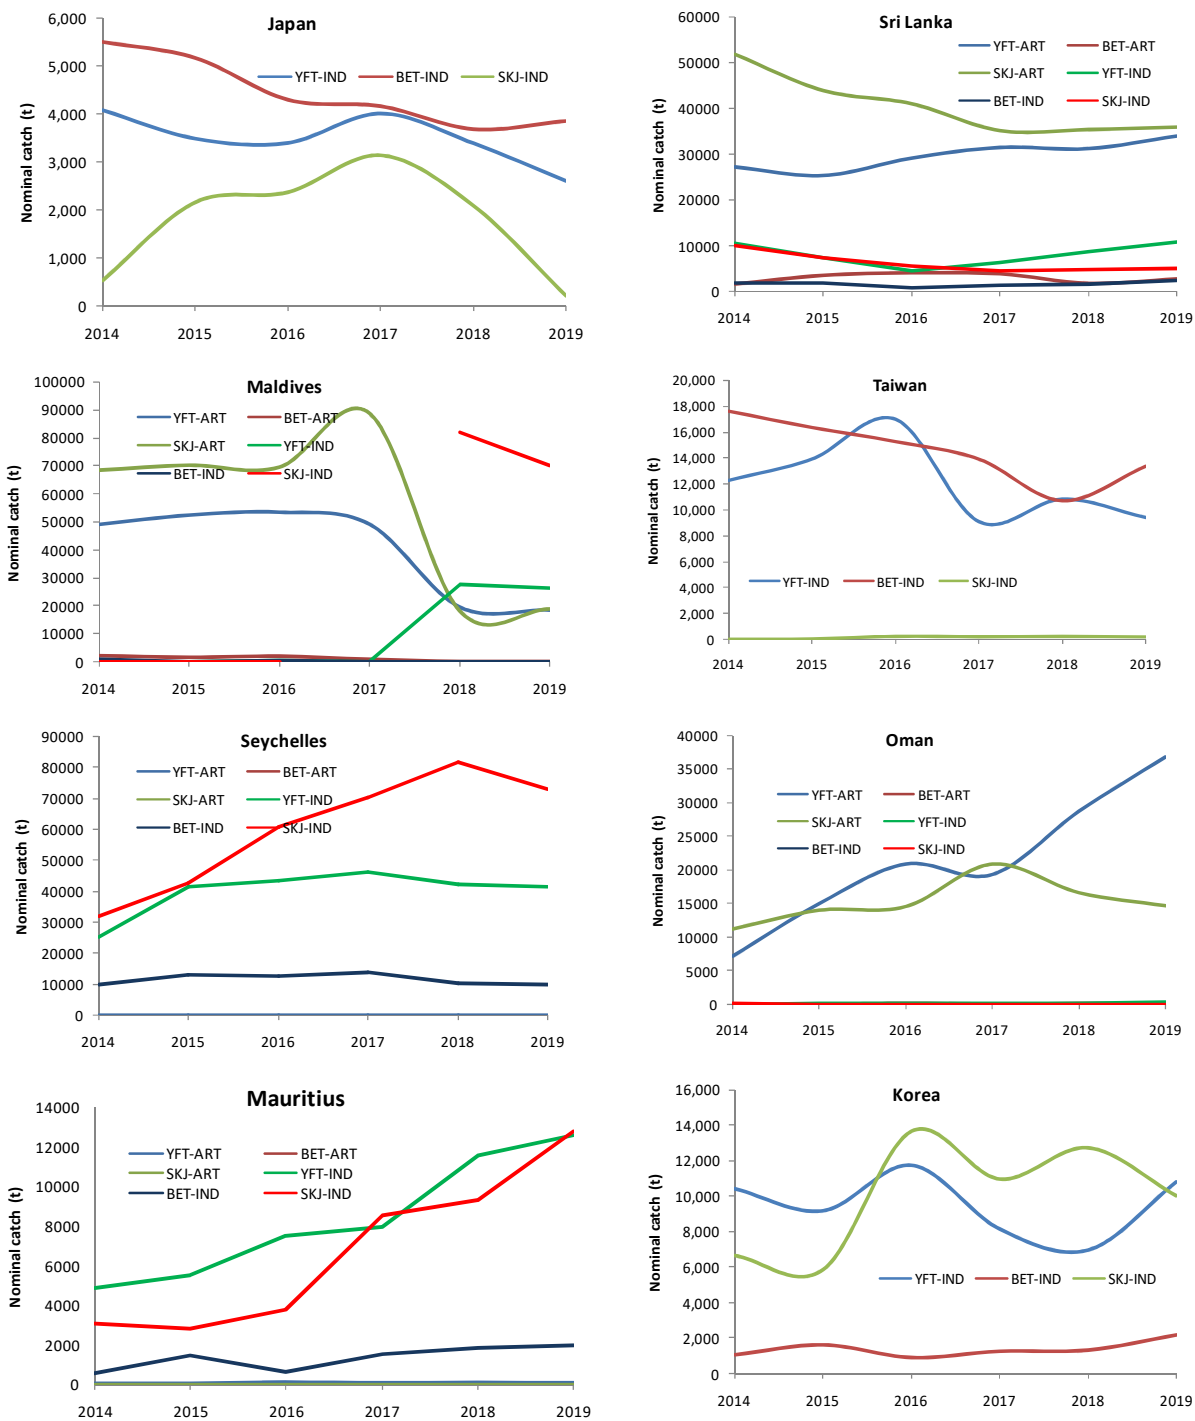 Japan
6,000
5,000
4,000
3,000
2,000
1,000
0
Nominal catch (t)
YFT-IND BET-IND SKJ-IND
2014 2015 2016 2017 2018 2019
Sri Lanka
60000
50000
40000
30000
20000
10000
0
Nominal catch (t)
YFT-ART BET-ART
SKJ-ART YFT-IND
BET-IND SKJ-IND
2014 2015 2016 2017 2018 2019
Maldives
100000
90000
80000
70000
60000
50000
40000
30000
20000
10000
0
Nominal catch (t)
YFT-ART BET-ART
SKJ-ART YFT-IND
BET-IND SKJ-IND
2014 2015 2016 2017 2018 2019
Taiwan
20,000
18,000
16,000
14,000
12,000
10,000
8,000
6,000
4,000
2,000
0
Nominal catch (t)
YFT-IND BET-IND SKJ-IND
2014 2015 2016 2017 2018 2019
Seychelles
90000
80000
70000
60000
50000
40000
30000
20000
10000
0
Nominal catch (t)
YFT-ART BET-ART
SKJ-ART YFT-IND
BET-IND SKJ-IND
2014 2015 2016 2017 2018 2019
Oman
40000
35000
30000
25000
20000
15000
10000
5000
0
Nominal catch (t)
YFT-ART BET-ART
SKJ-ART YFT-IND
BET-IND SKJ-IND
2014 2015 2016 2017 2018 2019
Mauritius
14000
12000
10000
8000
6000
4000
2000
0
Nominal catch (t)
YFT-ART BET-ART
SKJ-ART YFT-IND
BET-IND SKJ-IND
2014 2015 2016 2017 2018 2019
Korea
16,000
14,000
12,000
10,000
8,000
6,000
4,000
2,000
0
Nominal catch (t)
YFT-IND BET-IND SKJ-IND
2014 2015 2016 2017 2018 2019